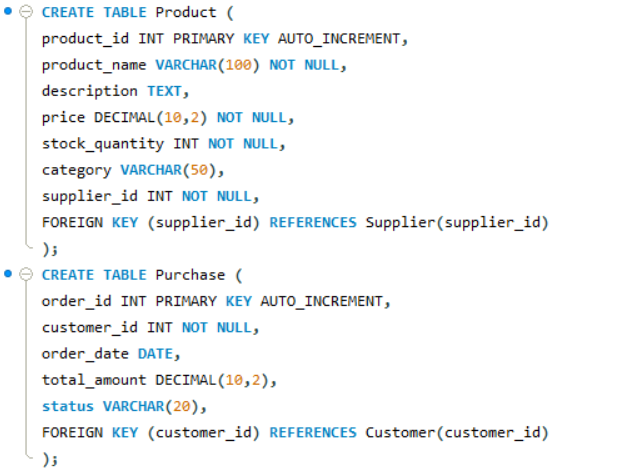 CREATE TABLE Product (
product_id INT PRIMARY KEY AUTO_INCREMENT,
product_name VARCHAR(100) NOT NULL,
description TEXT,
price DECIMAL(10,2) NOT NULL,
stock_quantity INT NOT NULL,
category VARCHAR(50),
supplier_id INT NOT NULL,
FOREIGN KEY (supplier_id) REFERENCES Supplier(supplier_id)
);
CREATE TABLE Purchase (
order_id INT PRIMARY KEY AUTO_INCREMENT,
customer_id INT NOT NULL,
order_date DATE,
total_amount DECIMAL(10,2),
status VARCHAR(20),
FOREIGN KEY (customer_id) REFERENCES Customer(customer_id)
);